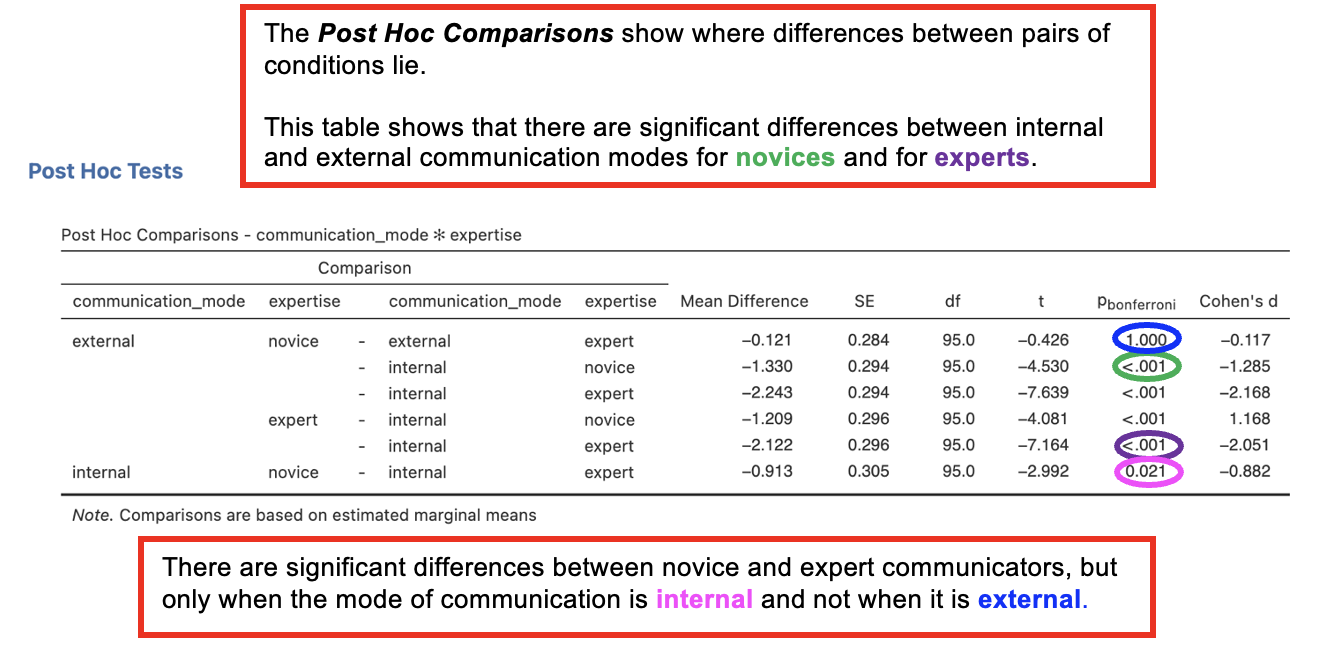 The Post Hoc Comparisons show where differences between pairs of
conditions lie.
This table shows that there are significant differences between internal
and external communication modes for novices and for experts.
Post Hoc Tests
Post Hoc Comparisons - communication_mode ✻ expertise
Comparison
communication_mode expertise communication_mode expertise Mean Difference SE df t pbonferroni Cohen's d
external novice - external expert −0.121 0.284 95.0 −0.426 1.000 −0.117
- internal novice −1.330 0.294 95.0 −4.530 <.001 −1.285
- internal expert −2.243 0.294 95.0 −7.639 <.001 −2.168
expert - internal novice −1.209 0.296 95.0 −4.081 <.001 1.168
- internal expert −2.122 0.296 95.0 −7.164 <.001 −2.051
internal novice - internal expert −0.913 0.305 95.0 −2.992 0.021 −0.882
Note. Comparisons are based on estimated marginal means
There are significant differences between novice and expert communicators, but
only when the mode of communication is internal and not when it is external.